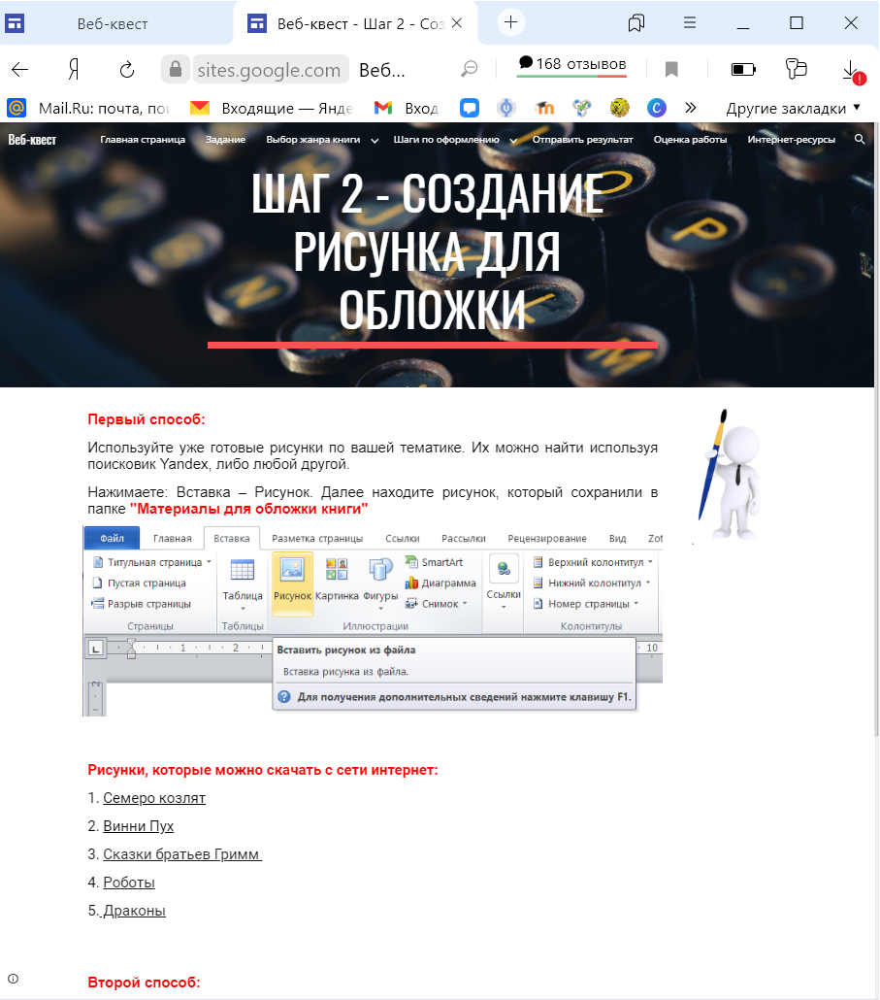 Веб-квест
Веб-квест - Шаг 2 - Соз
sites.google.com Веб... 168 отзывов
Mail.Ru: почта, пои Входящие — Янде Вход Другие закладки
Веб-квест Главная страница Задание Выбор жанра книги Шаги по оформлению Отправить результат Оценка работы Интернет-ресурсы
ШАГ 2 - СОЗДАНИЕ
РИСУНКА ДЛЯ
ОБЛОЖКИ
Первый способ:
Используйте уже готовые рисунки по вашей тематике. Их можно найти используя
поисковик Yandex, либо любой другой.
Нажимаете: Вставка – Рисунок. Далее находите рисунок, который сохранили в
папке "Материалы для обложки книги"
Файл Главная Вставка Разметка страницы Ссылки Рассылки Рецензирование Вид Zot
Титульная страница
Пустая страница
Разрыв страницы
Страницы
Таблица
Таблицы
Рисунок Картинка Фигуры
SmartArt
Диаграмма
Снимок
Иллюстрации
Ссылки
Верхний колонтитул
Нижний колонтитул
Номер страницы
Колонтитулы
1 2 10
Вставить рисунок из файла
Вставка рисунка из файла.
Для получения дополнительных сведений нажмите клавишу F1.
2
Рисунки, которые можно скачать с сети интернет:
1. Семеро козлят
2. Винни Пух
3. Сказки братьев Гримм
4. Роботы
5. Драконы
Второй способ: